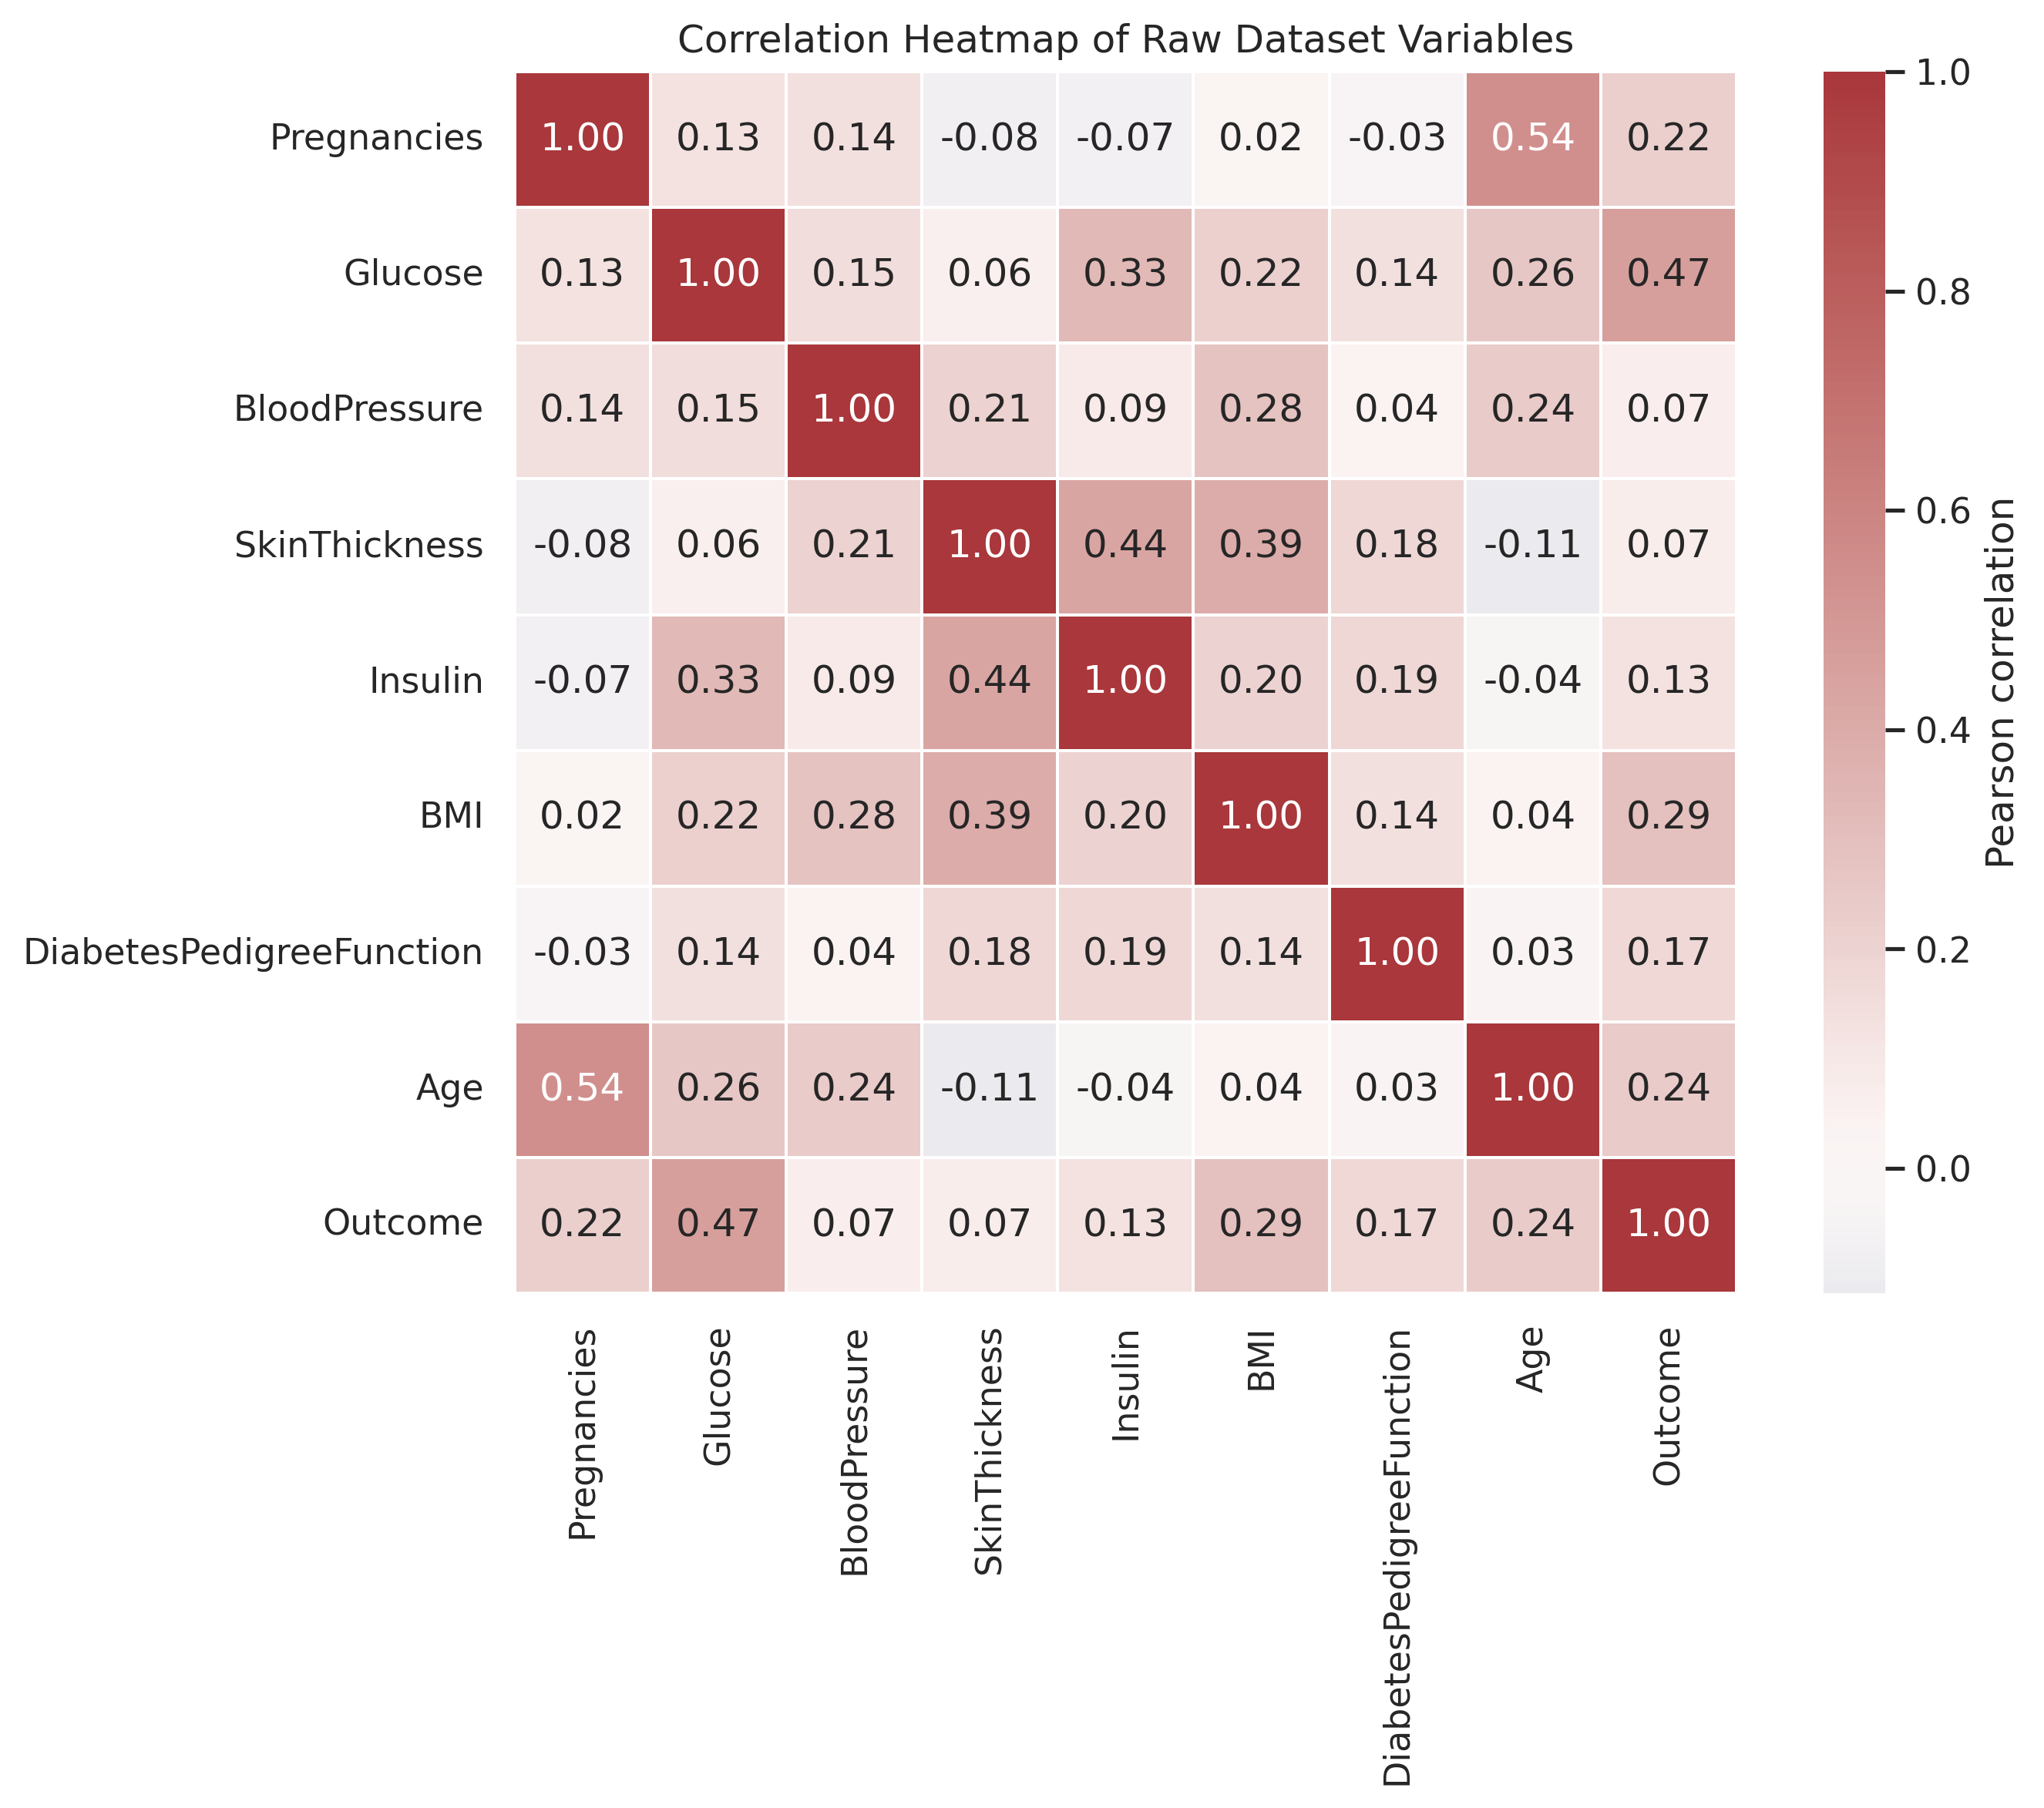 Correlation Heatmap of Raw Dataset Variables
Pregnancies 1.00 0.13 0.14 -0.08 -0.07 0.02 -0.03 0.54 0.22
Glucose 0.13 1.00 0.15 0.06 0.33 0.22 0.14 0.26 0.47
BloodPressure 0.14 0.15 1.00 0.21 0.09 0.28 0.04 0.24 0.07
SkinThickness -0.08 0.06 0.21 1.00 0.44 0.39 0.18 -0.11 0.07
Insulin -0.07 0.33 0.09 0.44 1.00 0.20 0.19 -0.04 0.13
BMI 0.02 0.22 0.28 0.39 0.20 1.00 0.14 0.04 0.29
DiabetesPedigreeFunction -0.03 0.14 0.04 0.18 0.19 0.14 1.00 0.03 0.17
Age 0.54 0.26 0.24 -0.11 -0.04 0.04 0.03 1.00 0.24
Outcome 0.22 0.47 0.07 0.07 0.13 0.29 0.17 0.24 1.00
Pregnancies
Glucose
BloodPressure
SkinThickness
Insulin
BMI
DiabetesPedigreeFunction
Age
Outcome
1.0
0.8
0.6
0.4
0.2
0.0
Pearson correlation